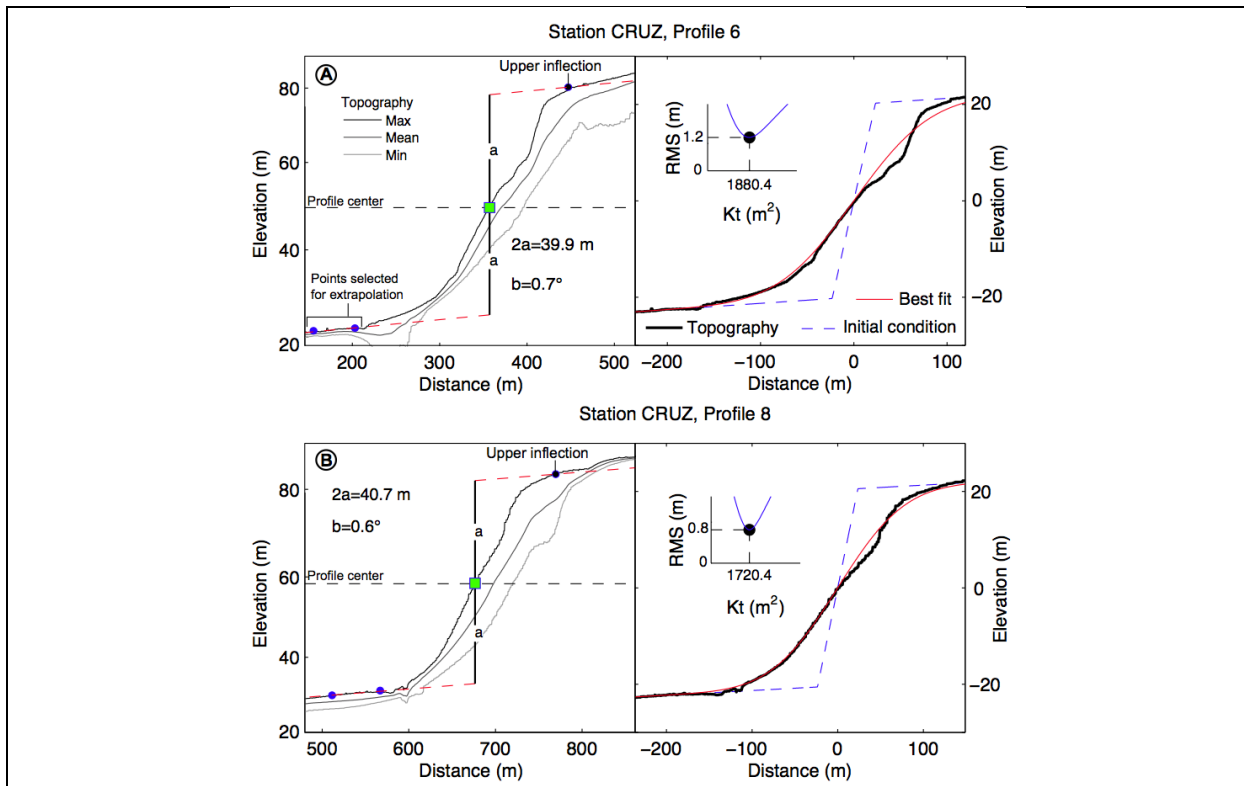 Station CRUZ, Profile 6
A
Upper inflection
Topography
Max
Mean
Min
a
Profile center
a
2a=39.9 m
b=0.7°
Points selected
for extrapolation
Elevation (m)
80
60
40
20
200
300
400
500
Distance (m)
RMS (m)
1.2
0
1880.4
Kt (m²)
Best fit
Topography
Initial condition
20
0
−20
Elevation (m)
−200
−100
0
100
Distance (m)
Station CRUZ, Profile 8
B
Upper inflection
2a=40.7 m
b=0.6°
a
Profile center
a
Elevation (m)
80
60
40
20
500
600
700
800
Distance (m)
RMS (m)
0.8
0
1720.4
Kt (m²)
20
0
−20
Elevation (m)
−200
−100
0
100
Distance (m)